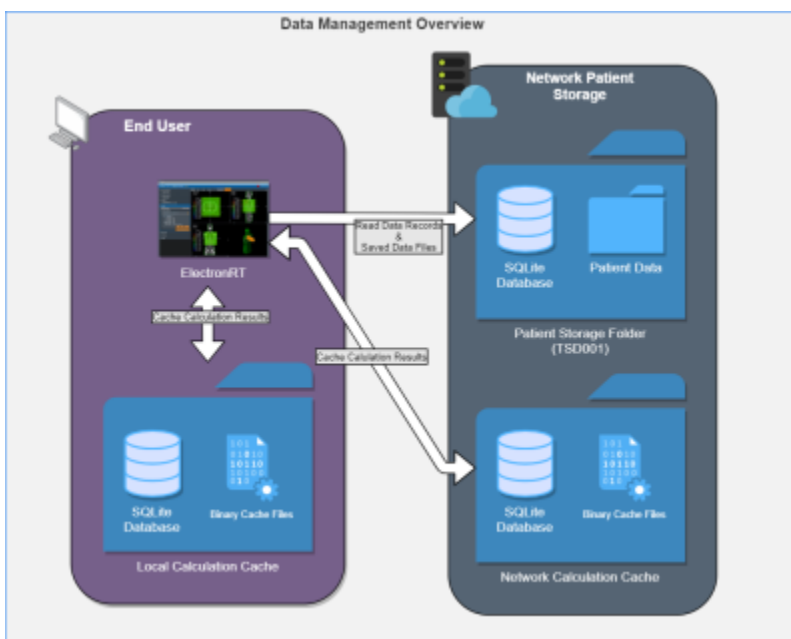 Data Management Overview
Network Patient
Storage
End User
Read Data Records
&
Saved Data Files
SQLite
Database
Patient Data
ElectronRT
Cache Calculation Results
Patient Storage Folder
(TSD001)
Cache Calulation Results
SQLite
Database
Binary Cache Files
Local Calculation Cache
SQLite
Database
Binary Cache Files
Network Calculation Cache